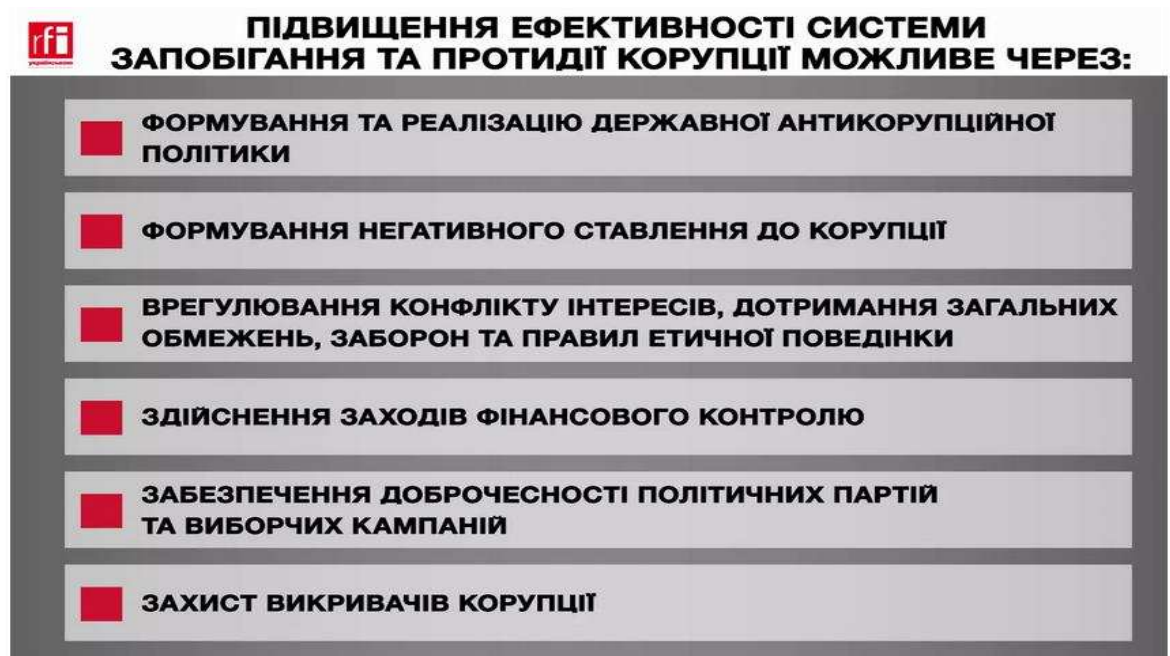 rfi
українською
ПІДВИЩЕННЯ ЕФЕКТИВНОСТІ СИСТЕМИ
ЗАПОБІГАННЯ ТА ПРОТИДІЇ КОРУПЦІЇ МОЖЛИВЕ ЧЕРЕЗ:
ФОРМУВАННЯ ТА РЕАЛІЗАЦІЮ ДЕРЖАВНОЇ АНТИКОРУПЦІЙНОЇ
ПОЛІТИКИ
ФОРМУВАННЯ НЕГАТИВНОГО СТАВЛЕННЯ ДО КОРУПЦІЇ
ВРЕГУЛЮВАННЯ КОНФЛІКТУ ІНТЕРЕСІВ, ДОТРИМАННЯ ЗАГАЛЬНИХ
ОБМЕЖЕНЬ, ЗАБОРОН ТА ПРАВИЛ ЕТИЧНОЇ ПОВЕДІНКИ
ЗДІЙСНЕННЯ ЗАХОДІВ ФІНАНСОВОГО КОНТРОЛЮ
ЗАБЕЗПЕЧЕННЯ ДОБРОЧЕСНОСТІ ПОЛІТИЧНИХ ПАРТІЙ
ТА ВИБОРЧИХ КАМПАНІЙ
ЗАХИСТ ВИКРИВАЧІВ КОРУПЦІЇ